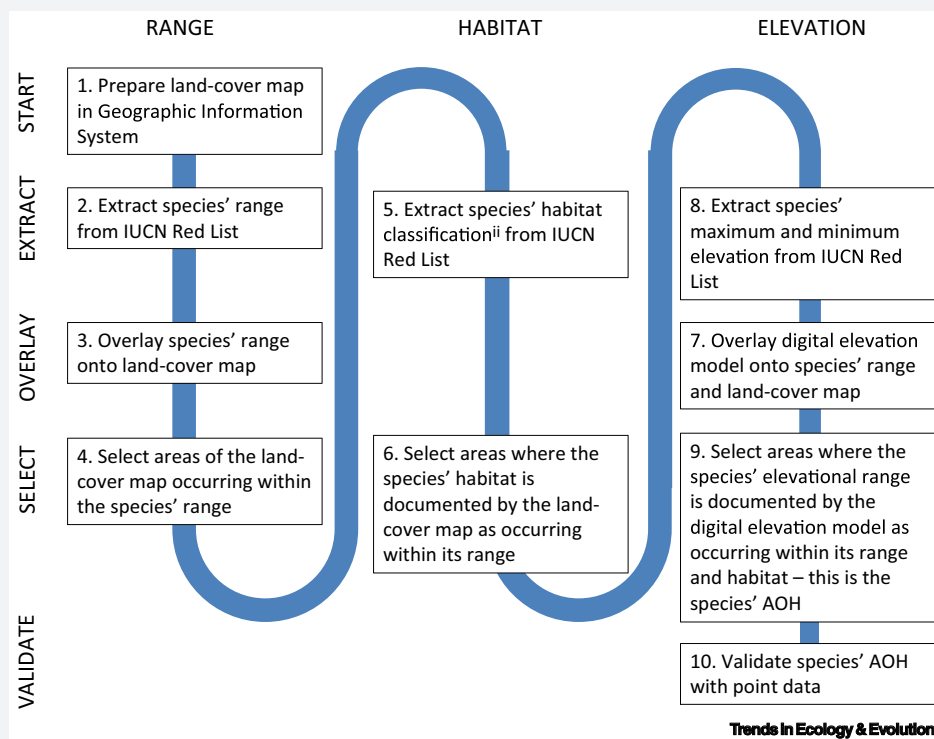 RANGE
HABITAT
ELEVATION
START
EXTRACT
OVERLAY
SELECT
VALIDATE
1. Prepare land-cover map
in Geographic Information
System
2. Extract species’ range
from IUCN Red List
3. Overlay species’ range
onto land-cover map
4. Select areas of the land-
cover map occurring within
the species’ range
5. Extract species’ habitat
classificationⁱⁱ from IUCN
Red List
6. Select areas where the
species’ habitat is
documented by the land-
cover map as occurring
within its range
8. Extract species’
maximum and minimum
elevation from IUCN Red
List
7. Overlay digital elevation
model onto species’ range
and land-cover map
9. Select areas where the
species’ elevational range
is documented by the
digital elevation model as
occurring within its range
and habitat – this is the
species’ AOH
10. Validate species’ AOH
with point data
Trends in Ecology & Evolution